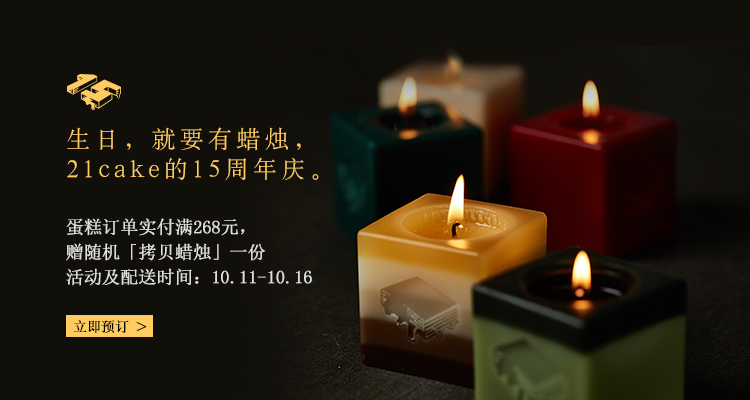 生日，就要有蜡烛，
21cake的15周年庆。
蛋糕订单实付满268元，
赠随机「拷贝蜡烛」一份
活动及配送时间：10.11-10.16
立即预订 >